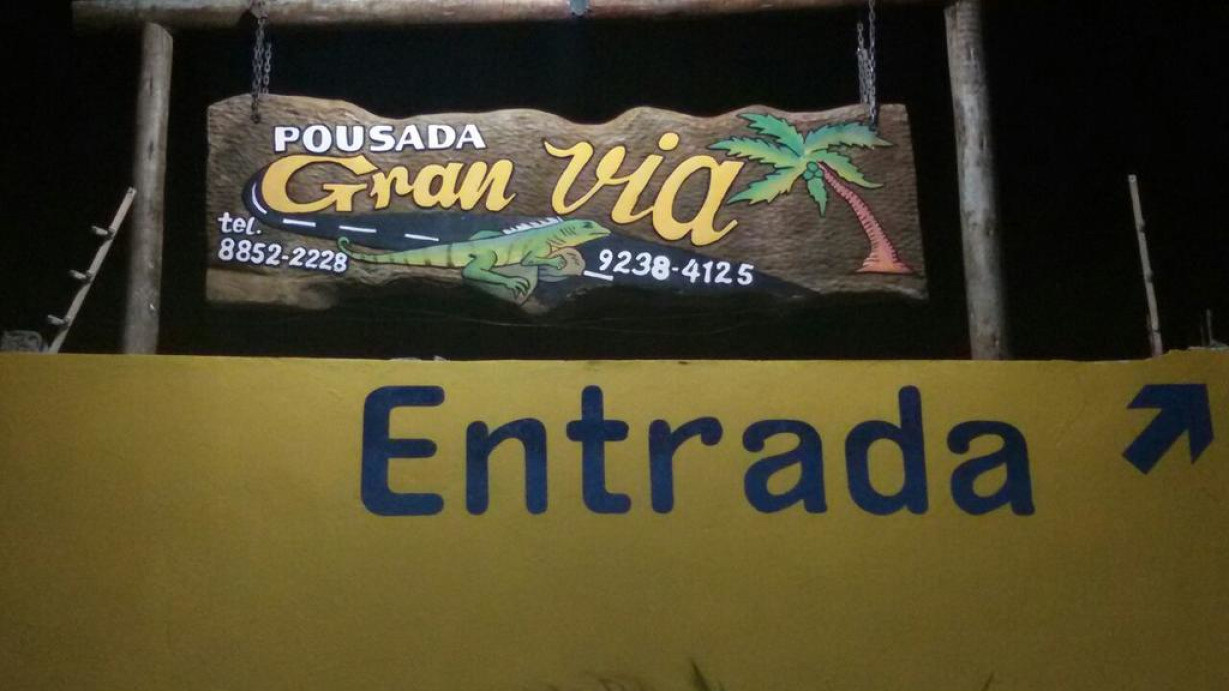 POUSADA
Gran Via
tel.
8852-2228
9238-4125
Entrada